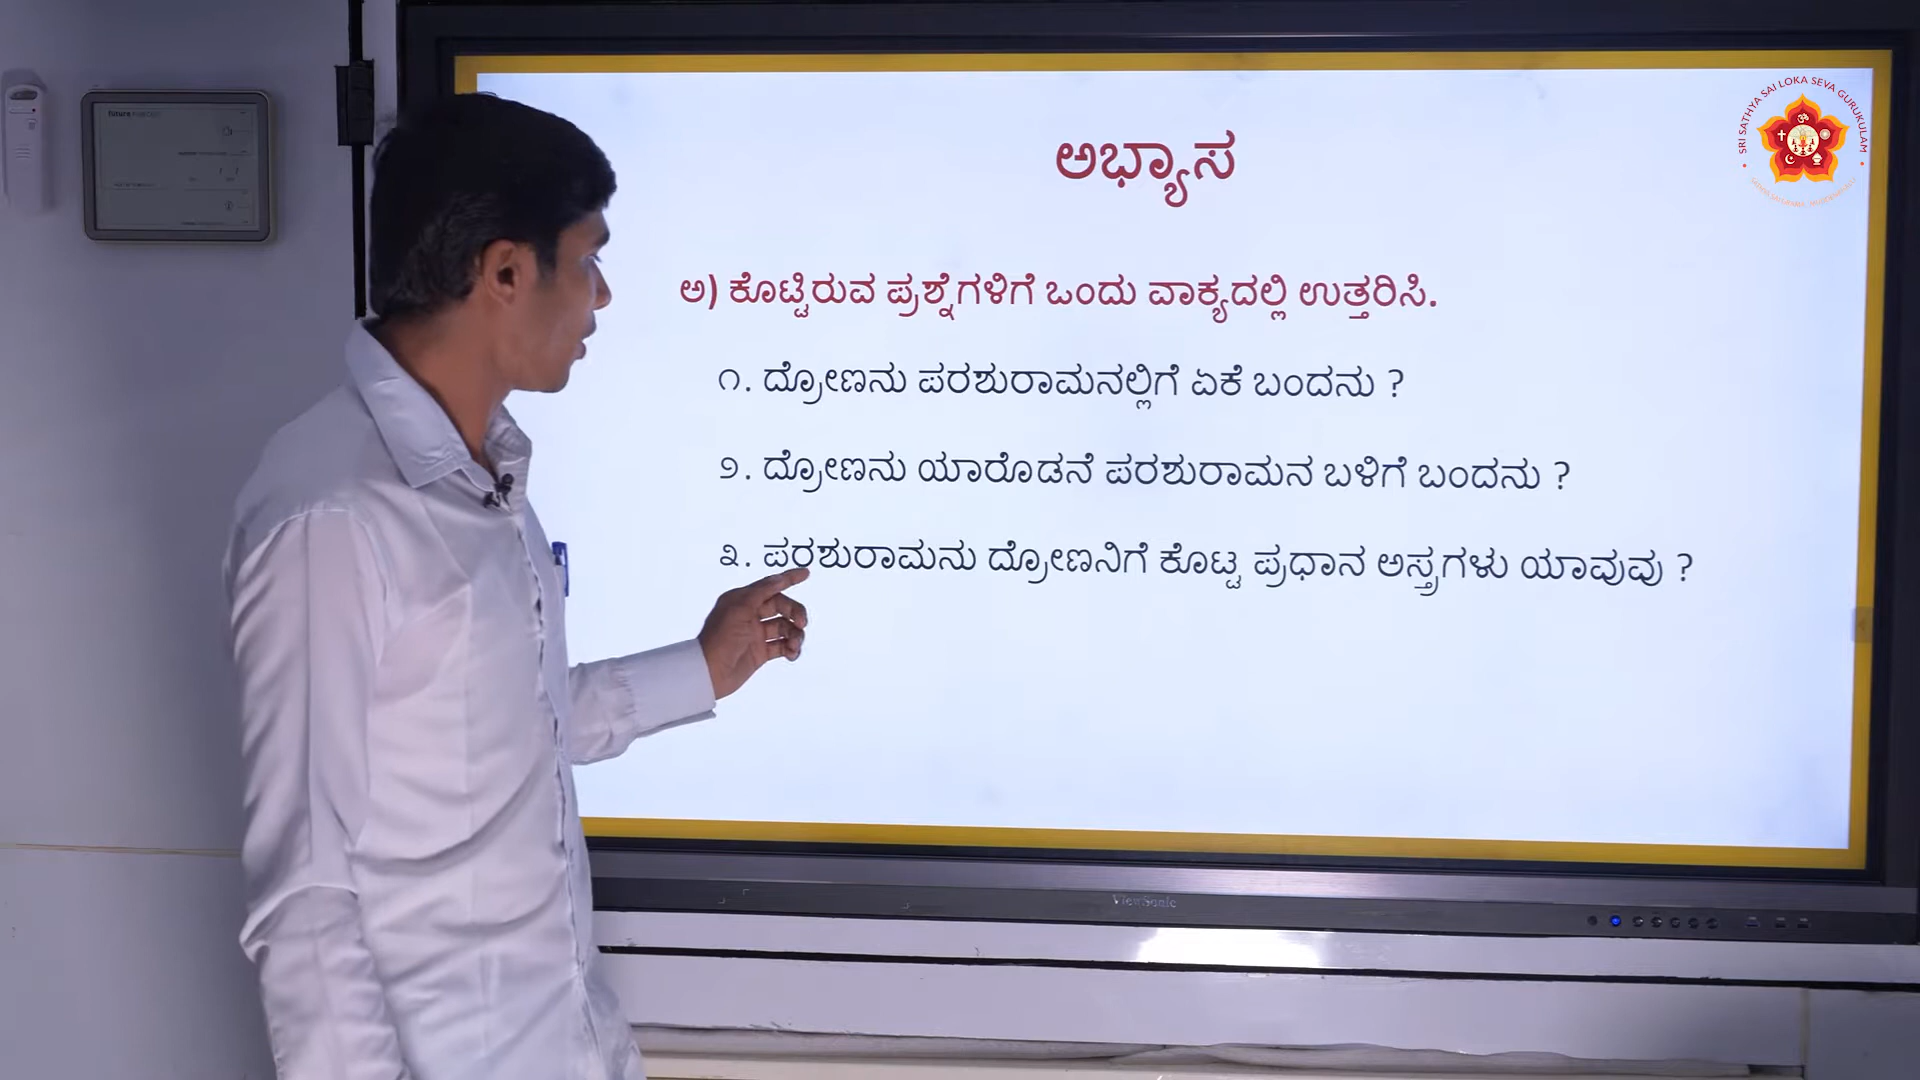 ಅಭ್ಯಾಸ
ಅ) ಕೊಟ್ಟಿರುವ ಪ್ರಶ್ನೆಗಳಿಗೆ ಒಂದು ವಾಕ್ಯದಲ್ಲಿ ಉತ್ತರಿಸಿ.
೧. ದ್ರೋಣನು ಪರಶುರಾಮನಲ್ಲಿಗೆ ಏಕೆ ಬಂದನು ?
೨. ದ್ರೋಣನು ಯಾರೊಡನೆ ಪರಶುರಾಮನ ಬಳಿಗೆ ಬಂದನು ?
೩. ಪರಶುರಾಮನು ದ್ರೋಣನಿಗೆ ಕೊಟ್ಟ ಪ್ರಧಾನ ಅಸ್ತ್ರಗಳು ಯಾವುವು ?
SRI SATHYA SAI LOKA SEVA GURUKULAM
ViewSonic